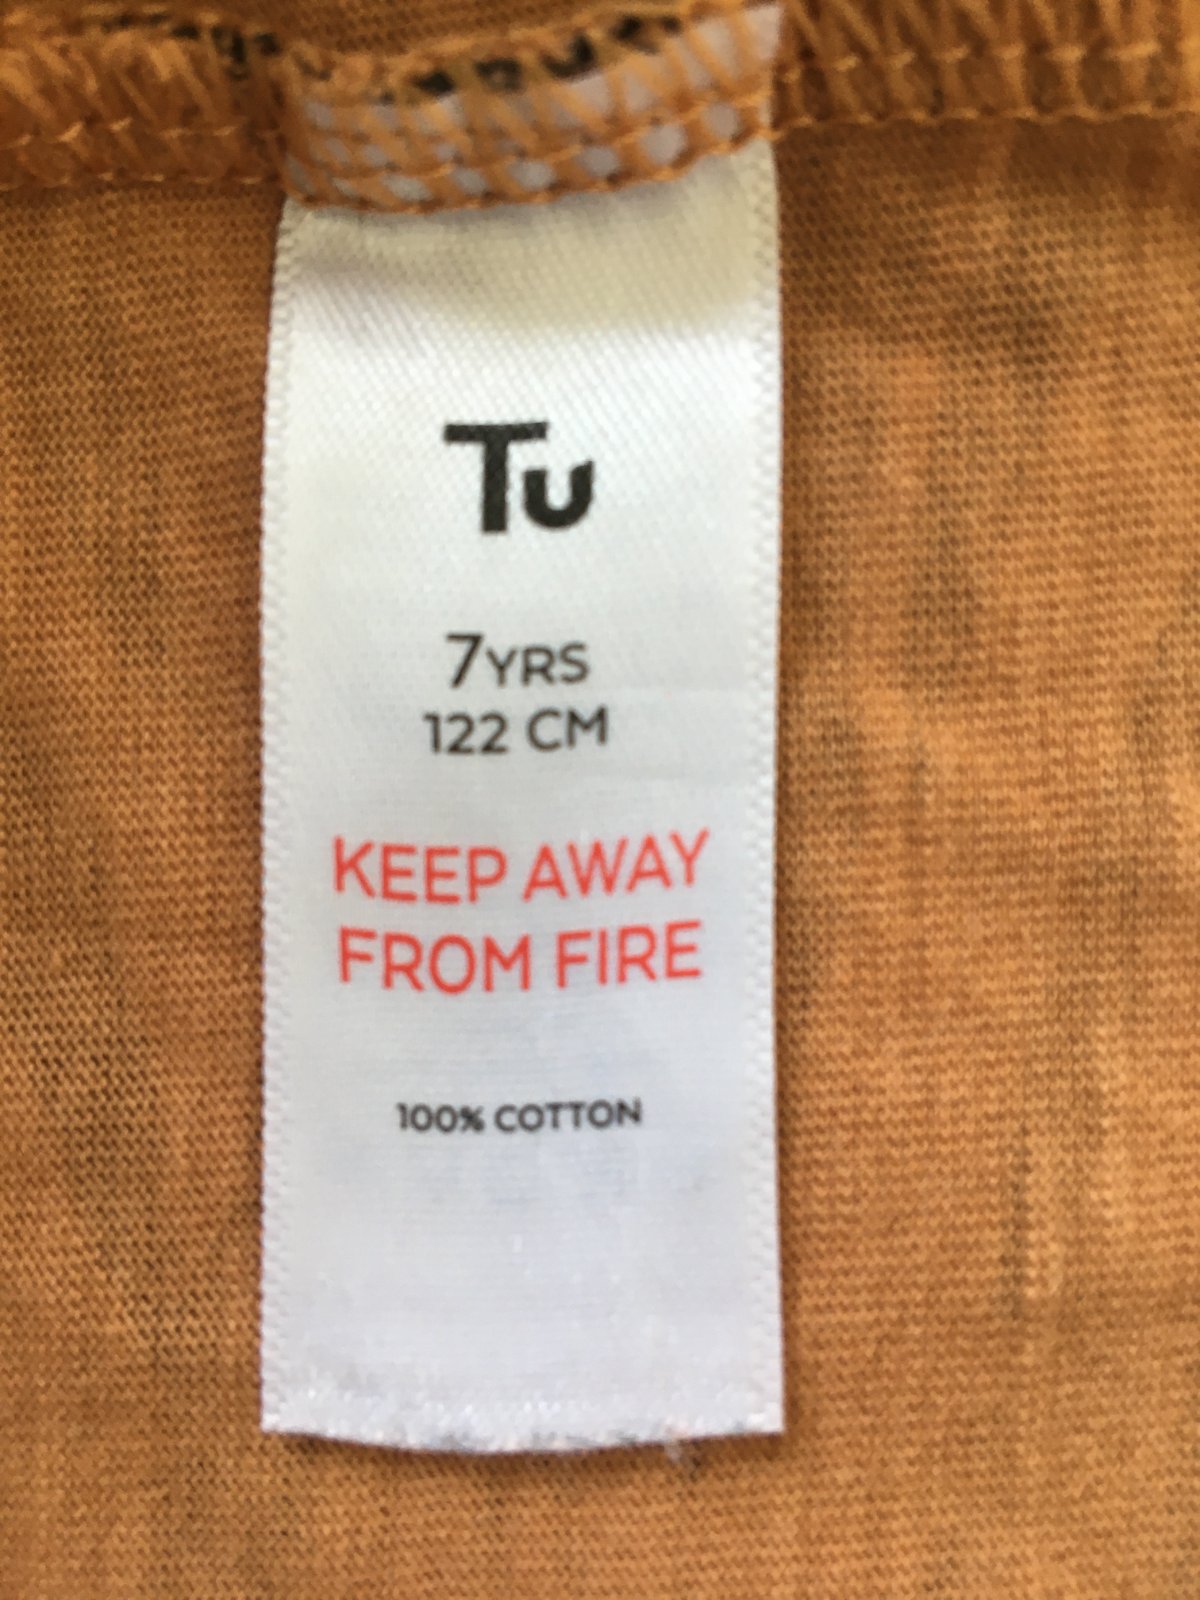 Tu
7YRS
122 CM
KEEP AWAY
FROM FIRE
100% COTTON